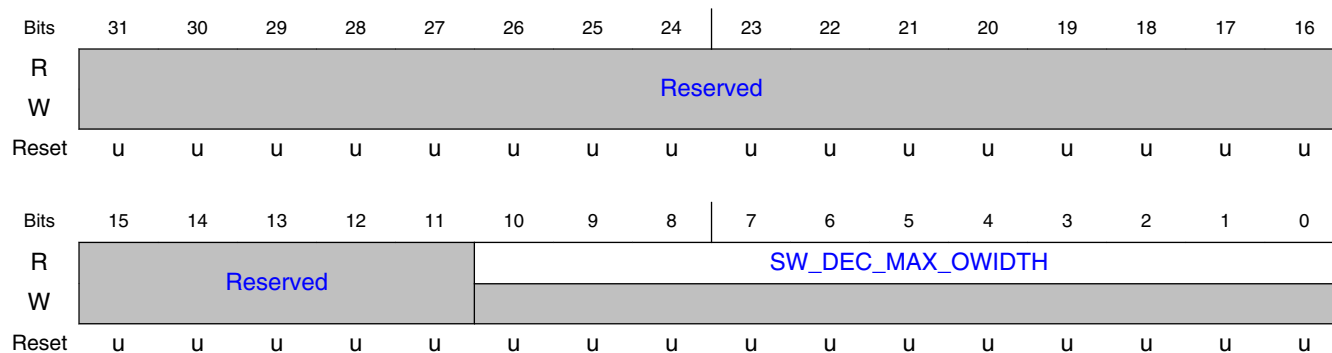 Bits 31 30 29 28 27 26 25 24 23 22 21 20 19 18 17 16
R
Reserved
W
Reset u u u u u u u u u u u u u u u u
Bits 15 14 13 12 11 10 9 8 7 6 5 4 3 2 1 0
R SW_DEC_MAX_OWIDTH
Reserved
W
Reset u u u u u u u u u u u u u u u u